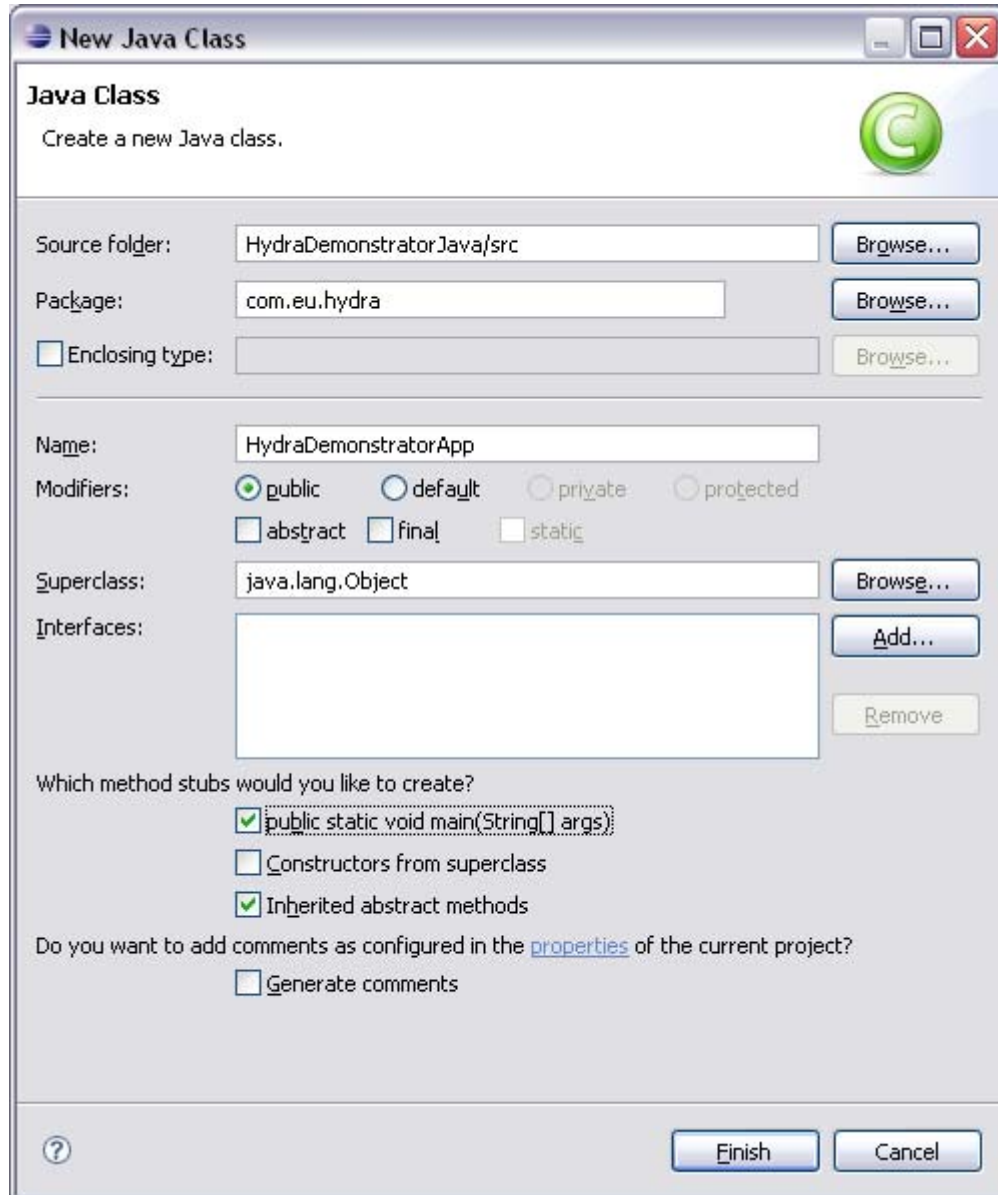 New Java Class
Java Class
Create a new Java class.
Source folder: HydraDemonstratorJava/src Browse...
Package: com.eu.hydra Browse...
Enclosing type: Browse...
Name: HydraDemonstratorApp
Modifiers: public default private protected
abstract final static
Superclass: java.lang.Object Browse...
Interfaces: Add...
Remove
Which method stubs would you like to create?
public static void main(String[] args)
Constructors from superclass
Inherited abstract methods
Do you want to add comments as configured in the properties of the current project?
Generate comments
? Finish Cancel